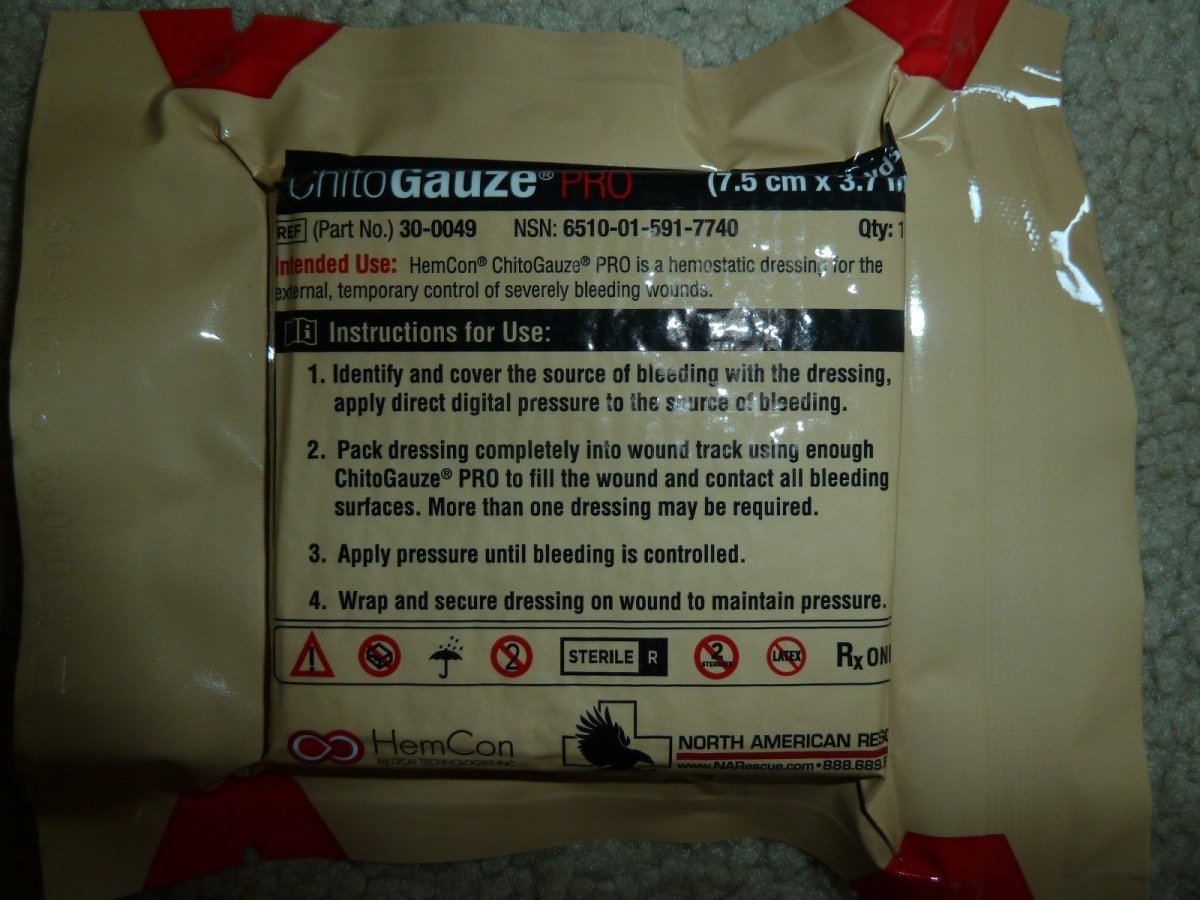 ChitoGauze® PRO (7.5 cm x 3.7 m
REF (Part No.) 30-0049 NSN: 6510-01-591-7740 Qty: 1
Intended Use: HemCon® ChitoGauze® PRO is a hemostatic dressing for the
external, temporary control of severely bleeding wounds.
Instructions for Use:
1. Identify and cover the source of bleeding with the dressing,
apply direct digital pressure to the source of bleeding.
2. Pack dressing completely into wound track using enough
ChitoGauze® PRO to fill the wound and contact all bleeding
surfaces. More than one dressing may be required.
3. Apply pressure until bleeding is controlled.
4. Wrap and secure dressing on wound to maintain pressure.
2 STERILE R 2 STERILIZE LATEX Rx ONL
HemCon
MEDICAL TECHNOLOGIES INC
NORTH AMERICAN RESC
www.NARescue.com • 888.689.